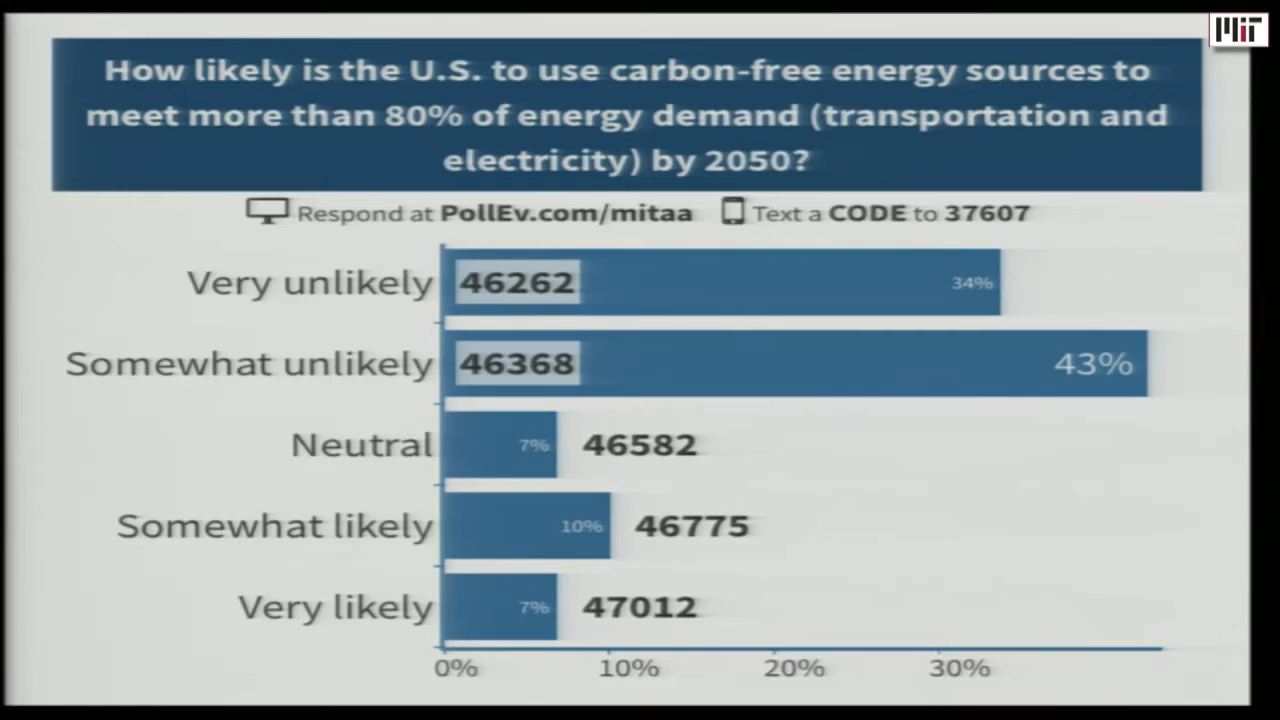 MIT
How likely is the U.S. to use carbon-free energy sources to
meet more than 80% of energy demand (transportation and
electricity) by 2050?
Respond at PollEv.com/mitaa Text a CODE to 37607
Very unlikely 46262 34%
Somewhat unlikely 46368 43%
Neutral 7% 46582
Somewhat likely 10% 46775
Very likely 7% 47012
0% 10% 20% 30%